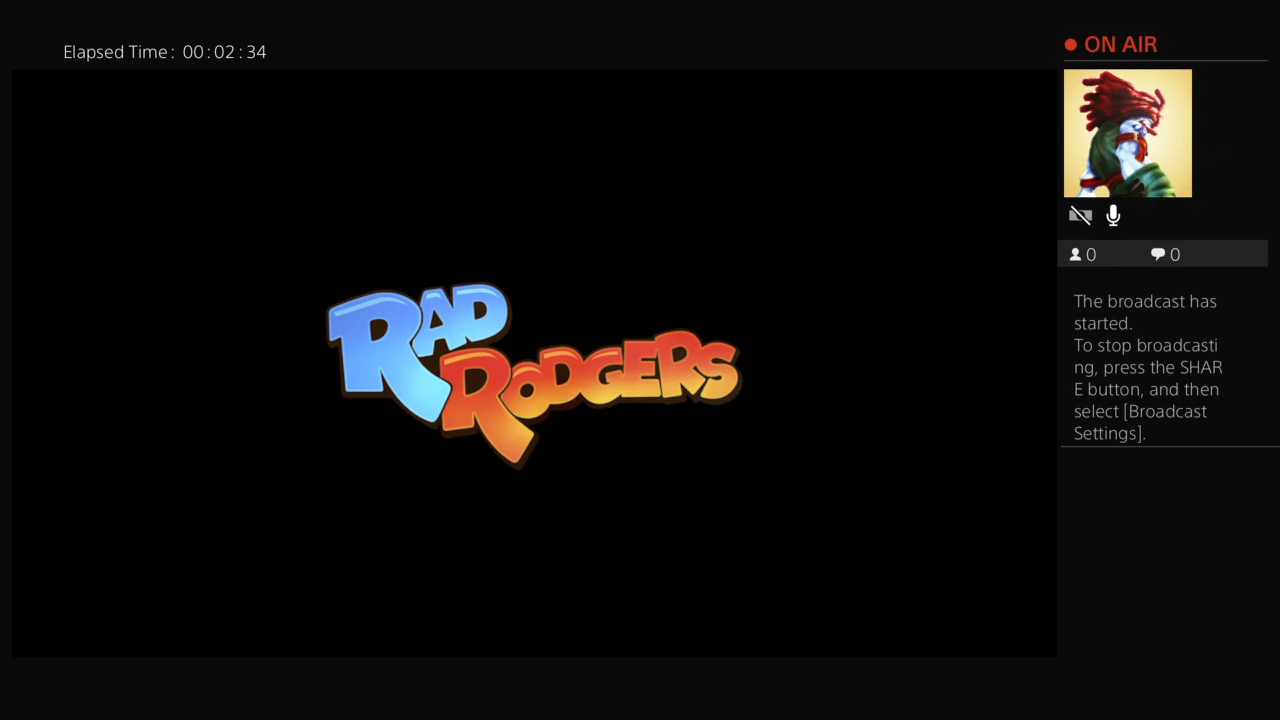 Elapsed Time: 00:02:34
ON AIR
0 0
RAD
RODGERS
The broadcast has
started.
To stop broadcasti
ng, press the SHAR
E button, and then
select [Broadcast
Settings].